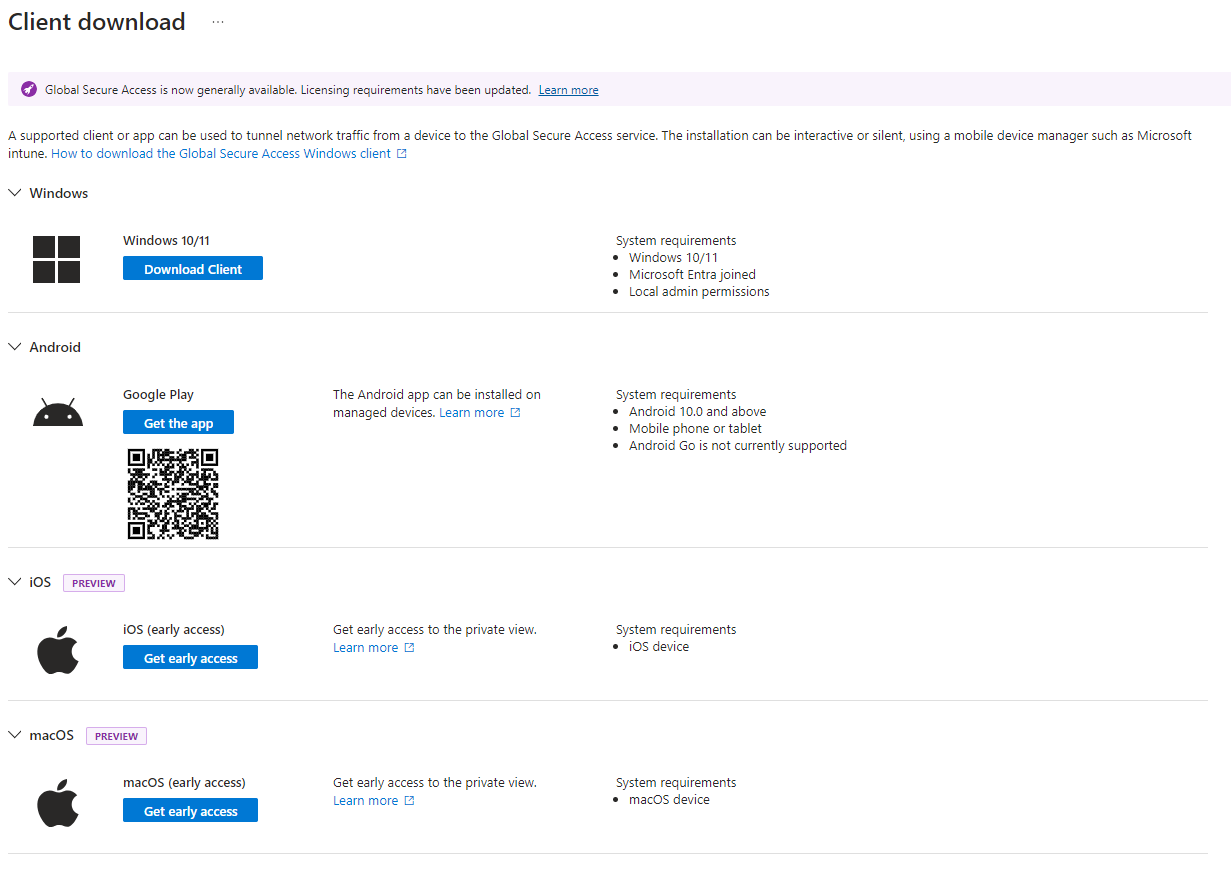 Client download ...
Global Secure Access is now generally available. Licensing requirements have been updated. Learn more
A supported client or app can be used to tunnel network traffic from a device to the Global Secure Access service. The installation can be interactive or silent, using a mobile device manager such as Microsoft
intune. How to download the Global Secure Access Windows client
Windows
Windows 10/11
Download Client
System requirements
• Windows 10/11
• Microsoft Entra joined
• Local admin permissions
Android
Google Play
Get the app
The Android app can be installed on
managed devices. Learn more
System requirements
• Android 10.0 and above
• Mobile phone or tablet
• Android Go is not currently supported
iOS PREVIEW
iOS (early access)
Get early access
Get early access to the private view.
Learn more
System requirements
• iOS device
macOS PREVIEW
macOS (early access)
Get early access
Get early access to the private view.
Learn more
System requirements
• macOS device